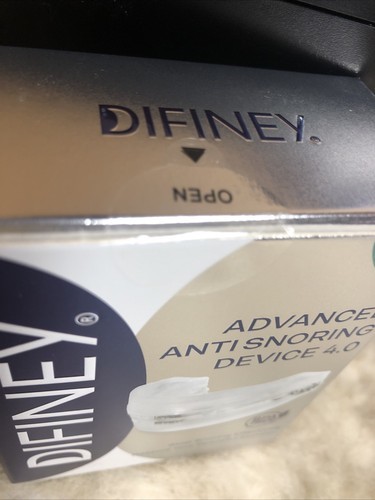 DIFINEY.
OPEN
DIFINEY®
ADVANCED
ANTI SNORING
DEVICE 4.0